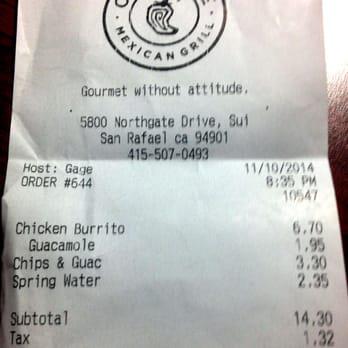 MEXICAN GRILL
Gourmet without attitude.
5800 Northgate Drive, Sui
San Rafael ca 94901
415-507-0493
Host: Gage 11/10/2014
ORDER #644 8:35 PM
10547
Chicken Burrito 6.70
Guacamole 1.95
Chips & Guac 3.30
Spring Water 2.35
Subtotal 14.30
Tax 1.32